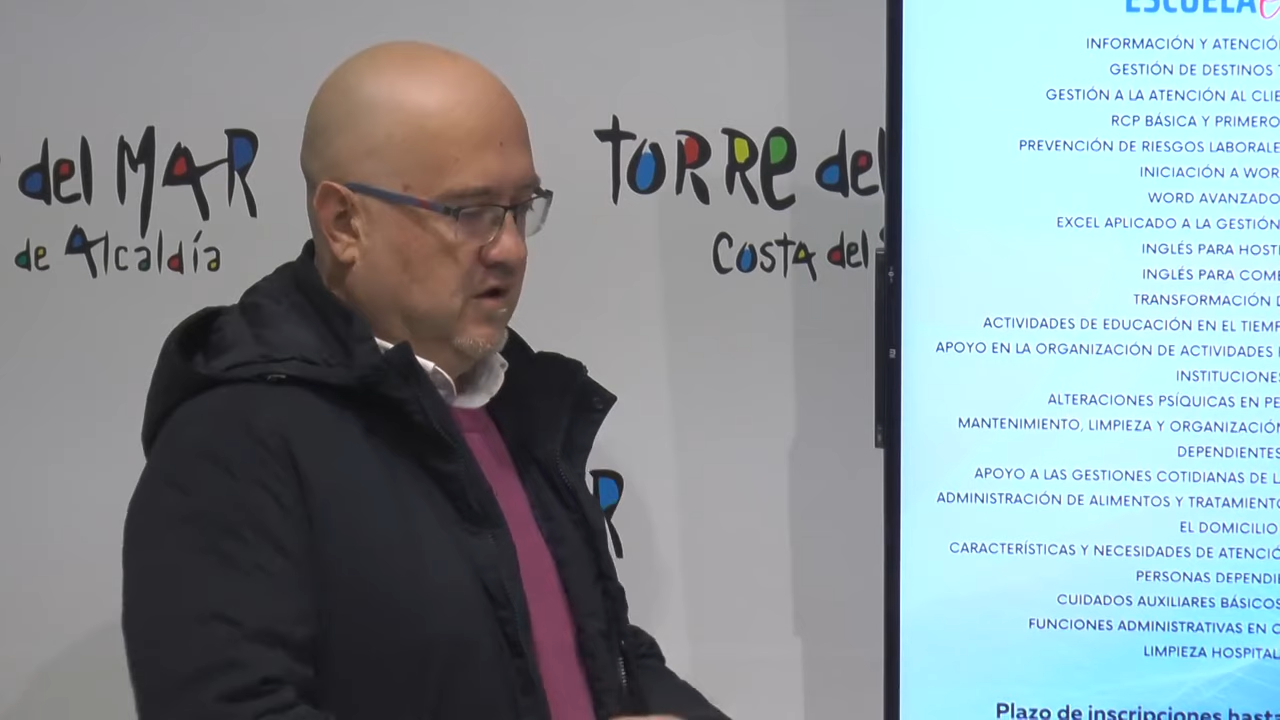 del MAR
de Alcaldía
TORRE del
COSTA del
R
ESCUELA
INFORMACIÓN Y ATENCIÓ
GESTIÓN DE DESTINOS
GESTIÓN A LA ATENCIÓN AL CLIE
RCP BÁSICA Y PRIMERO
PREVENCIÓN DE RIESGOS LABORALE
INICIACIÓN A WOR
WORD AVANZADO
EXCEL APLICADO A LA GESTIÓN
INGLÉS PARA HOSTE
INGLÉS PARA COME
TRANSFORMACIÓN D
ACTIVIDADES DE EDUCACIÓN EN EL TIEMP
APOYO EN LA ORGANIZACIÓN DE ACTIVIDADES
INSTITUCIONES
ALTERACIONES PSÍQUICAS EN PE
MANTENIMIENTO, LIMPIEZA Y ORGANIZACIÓN
DEPENDIENTES
APOYO A LAS GESTIONES COTIDIANAS DE L
ADMINISTRACIÓN DE ALIMENTOS Y TRATAMIENTO
EL DOMICILIO
CARACTERÍSTICAS Y NECESIDADES DE ATENCIÓ
PERSONAS DEPENDIE
CUIDADOS AUXILIARES BÁSICOS
FUNCIONES ADMINISTRATIVAS EN C
LIMPIEZA HOSPITAL
Plazo de inscripciones hasta